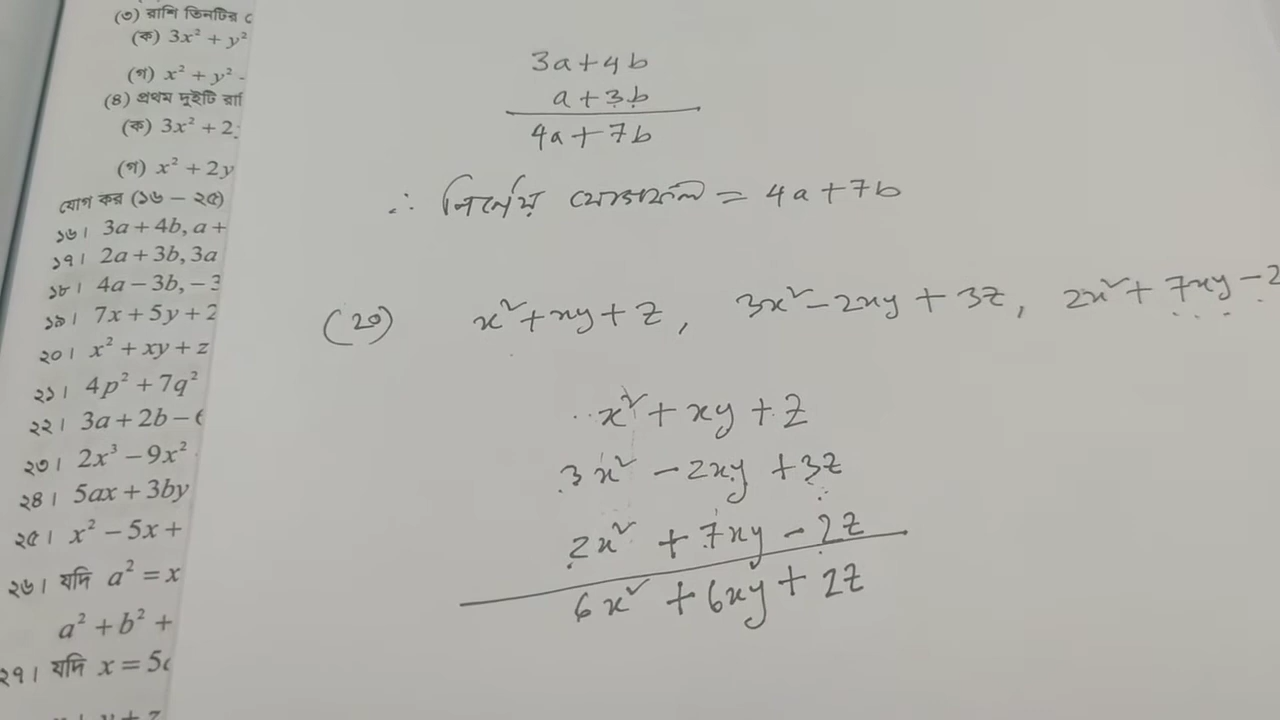 (৩) রাশি তিনটির
(ক) 3x² + y²
(গ) x² + y² -
(৪) প্রথম দুইটি
(ক) 3x² + 2
(গ) x² + 2y
যোগ কর (১৬ – ২৫)
১৬। 3a + 4b, a +
১৭। 2a + 3b, 3a
১৮। 4a – 3b, – 3
১৯। 7x + 5y + 2
২০। x² + xy + z
২১। 4p² + 7q²
২২। 3a + 2b –
২৩। 2x³ – 9x²
২৪। 5ax + 3by
২৫। x² – 5x +
২৬। যদি a² = x
a² + b² +
২৭। যদি x = 5
3a + 4b
a + 3b
4a + 7b
∴ নির্ণেয় যোগফল = 4a + 7b
(20) x² + xy + z, 3x² – 2xy + 3z, 2x² + 7xy – 2
x² + xy + z
3x² – 2xy + 3z
2x² + 7xy – 2z
6x² + 6xy + 2z